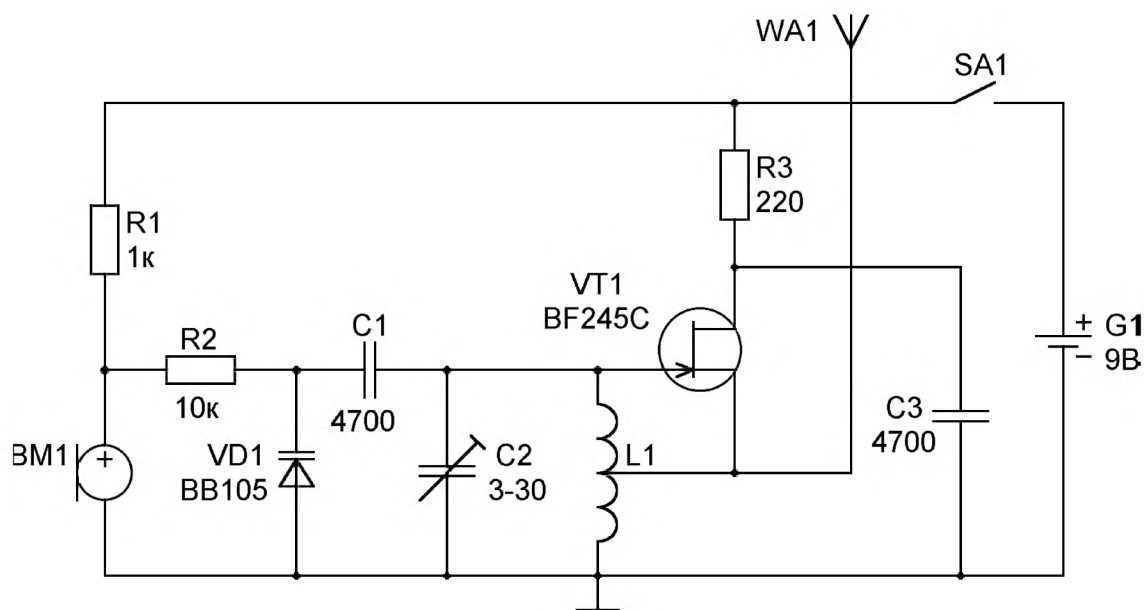 WA1
SA1
R3
220
R1
1к
VT1
BF245C
+
G1
−
9В
R2
10к
C1
4700
C3
4700
BM1
+
VD1
BB105
C2
3-30
L1